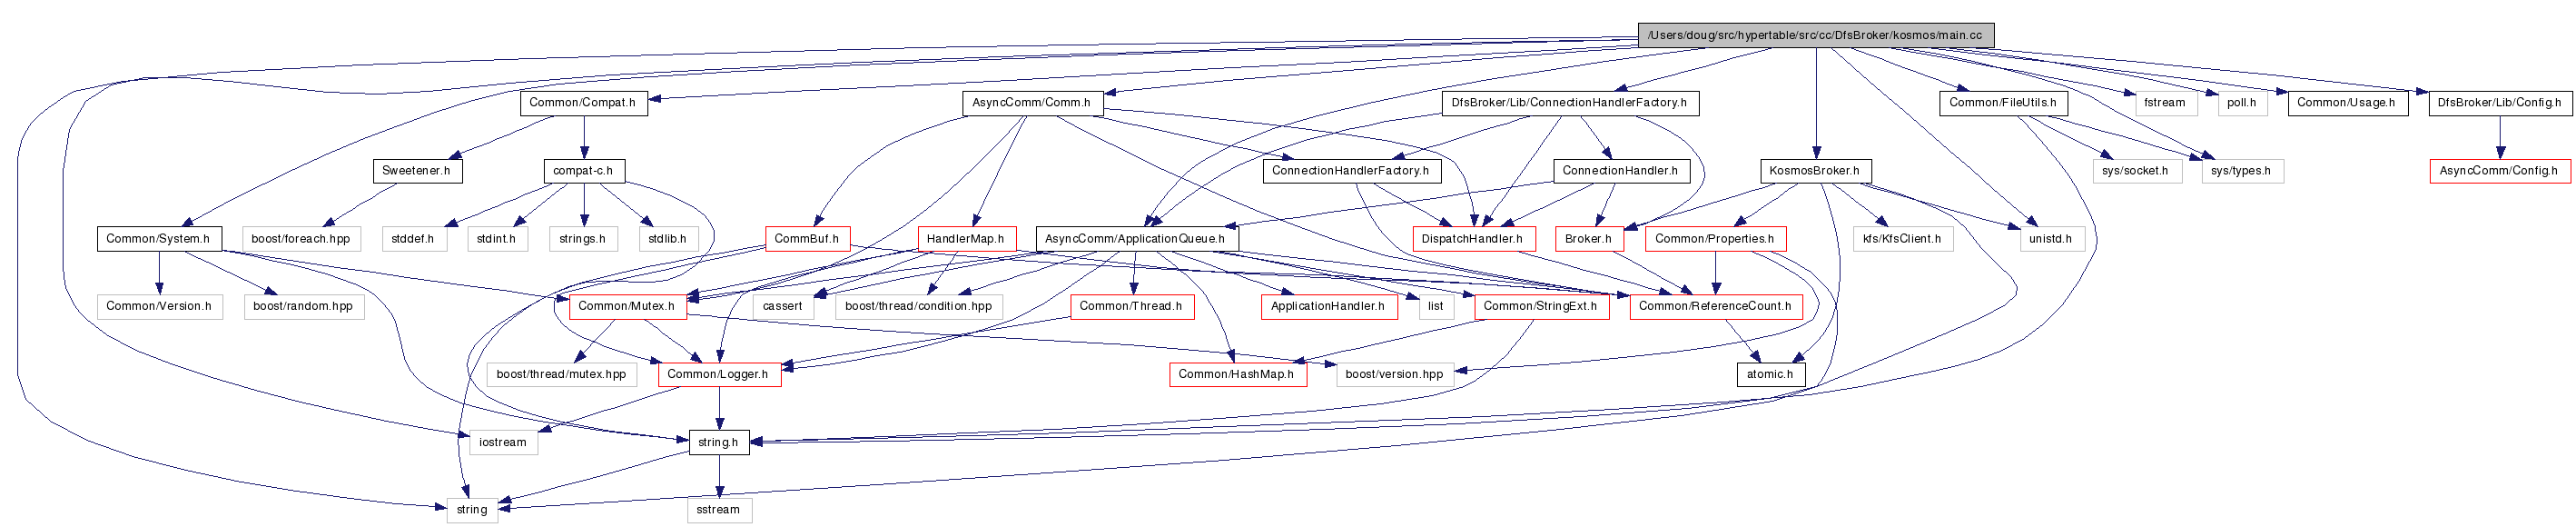 /Users/doug/src/hypertable/src/cc/DfsBroker/kosmos/main.cc
Common/Compat.h
AsyncComm/Comm.h
DfsBroker/Lib/ConnectionHandlerFactory.h
Common/FileUtils.h
fstream
poll.h
Common/Usage.h
DfsBroker/Lib/Config.h
Sweetener.h
compat-c.h
ConnectionHandlerFactory.h
ConnectionHandler.h
KosmosBroker.h
sys/socket.h
sys/types.h
AsyncComm/Config.h
Common/System.h
boost/foreach.hpp
stddef.h
stdint.h
strings.h
stdlib.h
CommBuf.h
HandlerMap.h
AsyncComm/ApplicationQueue.h
DispatchHandler.h
Broker.h
Common/Properties.h
kfs/KfsClient.h
unistd.h
Common/Version.h
boost/random.hpp
Common/Mutex.h
cassert
boost/thread/condition.hpp
Common/Thread.h
ApplicationHandler.h
list
Common/StringExt.h
Common/ReferenceCount.h
boost/thread/mutex.hpp
Common/Logger.h
Common/HashMap.h
boost/version.hpp
atomic.h
iostream
string.h
string
sstream